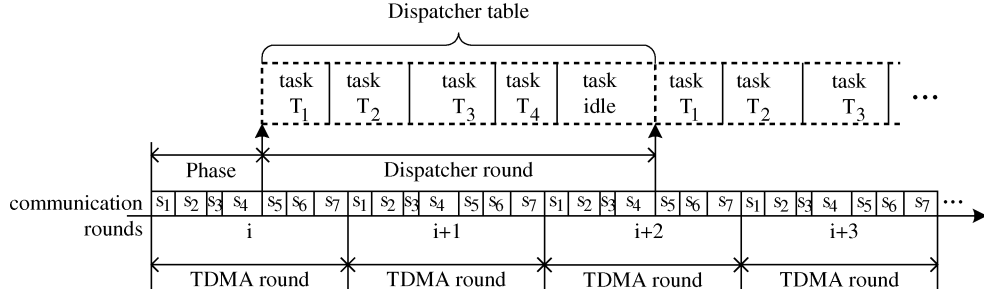 Dispatcher table
task task task task task task task task
T1 T2 T3 T4 idle T1 T2 T3 ...
Phase Dispatcher round
communication s1 s2 s3 s4 s5 s6 s7 s1 s2 s3 s4 s5 s6 s7 s1 s2 s3 s4 s5 s6 s7 s1 s2 s3 s4 s5 s6 s7 ...
rounds i i+1 i+2 i+3
TDMA round TDMA round TDMA round TDMA round